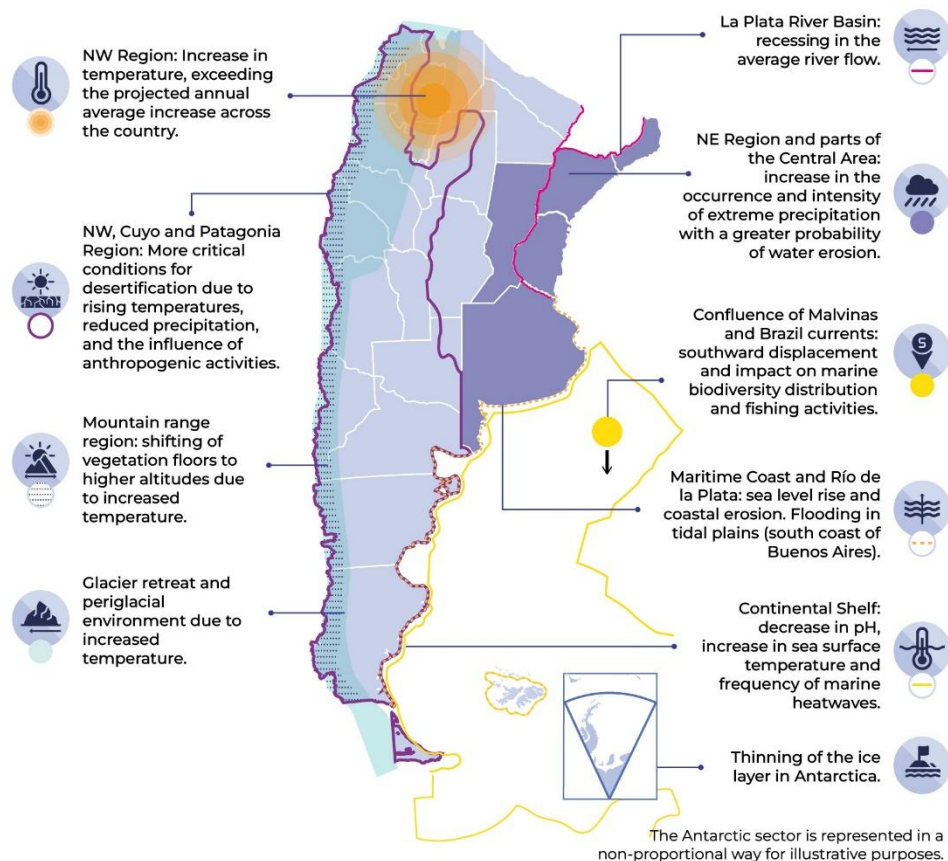 NW Region: Increase in
temperature, exceeding
the projected annual
average increase across
the country.
NW, Cuyo and Patagonia
Region: More critical
conditions for
desertification due to
rising temperatures,
reduced precipitation,
and the influence of
anthropogenic activities.
Mountain range
region: shifting of
vegetation floors to
higher altitudes due
to increased
temperature.
Glacier retreat and
periglacial
environment due to
increased
temperature.
La Plata River Basin:
recessing in the
average river flow.
NE Region and parts of
the Central Area:
increase in the
occurrence and intensity
of extreme precipitation
with a greater probability
of water erosion.
Confluence of Malvinas
and Brazil currents:
southward displacement
and impact on marine
biodiversity distribution
and fishing activities.
S
Maritime Coast and Río de
la Plata: sea level rise and
coastal erosion. Flooding in
tidal plains (south coast of
Buenos Aires).
Continental Shelf:
decrease in pH,
increase in sea surface
temperature and
frequency of marine
heatwaves.
Thinning of the ice
layer in Antarctica.
The Antarctic sector is represented in a
non-proportional way for illustrative purposes.